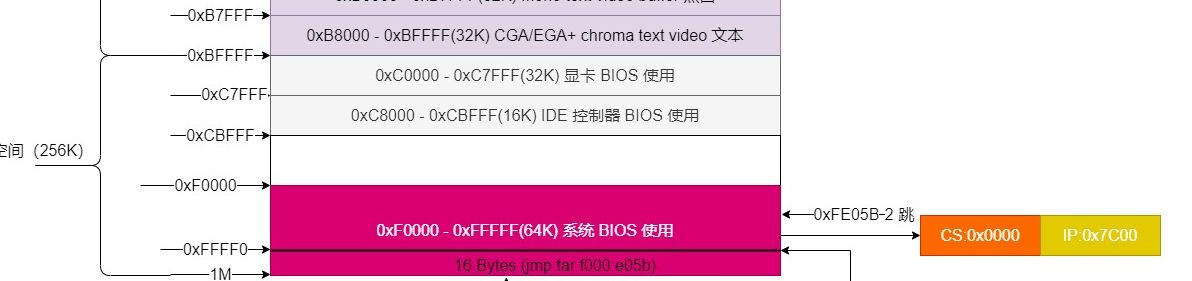 0xB7FFF
0xB8000 - 0xBFFFF(32K) CGA/EGA+ chroma text video 文本
0xBFFFF
0xC0000 - 0xC7FFF(32K) 显卡 BIOS 使用
0xC7FFF
0xC8000 - 0xCBFFF(16K) IDE 控制器 BIOS 使用
0xCBFFF
空间（256K）
0xF0000
0xFE05B-2 跳
0xF0000 - 0xFFFFF(64K) 系统 BIOS 使用
CS:0x0000 IP:0x7C00
0xFFFF0
16 Bytes (jmp far f000:e05b)
1M